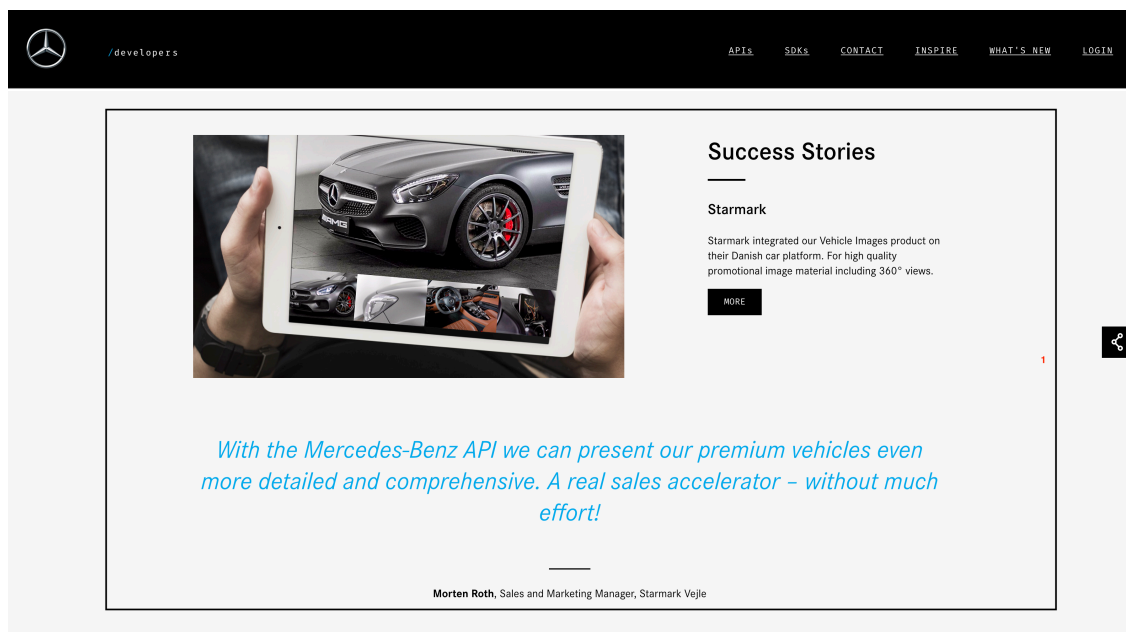 /developers
APIs SDKs CONTACT INSPIRE WHAT'S NEW LOGIN
AMG
Success Stories
Starmark
Starmark integrated our Vehicle Images product on
their Danish car platform. For high quality
promotional image material including 360° views.
MORE
1
With the Mercedes-Benz API we can present our premium vehicles even
more detailed and comprehensive. A real sales accelerator – without much
effort!
Morten Roth, Sales and Marketing Manager, Starmark Vejle